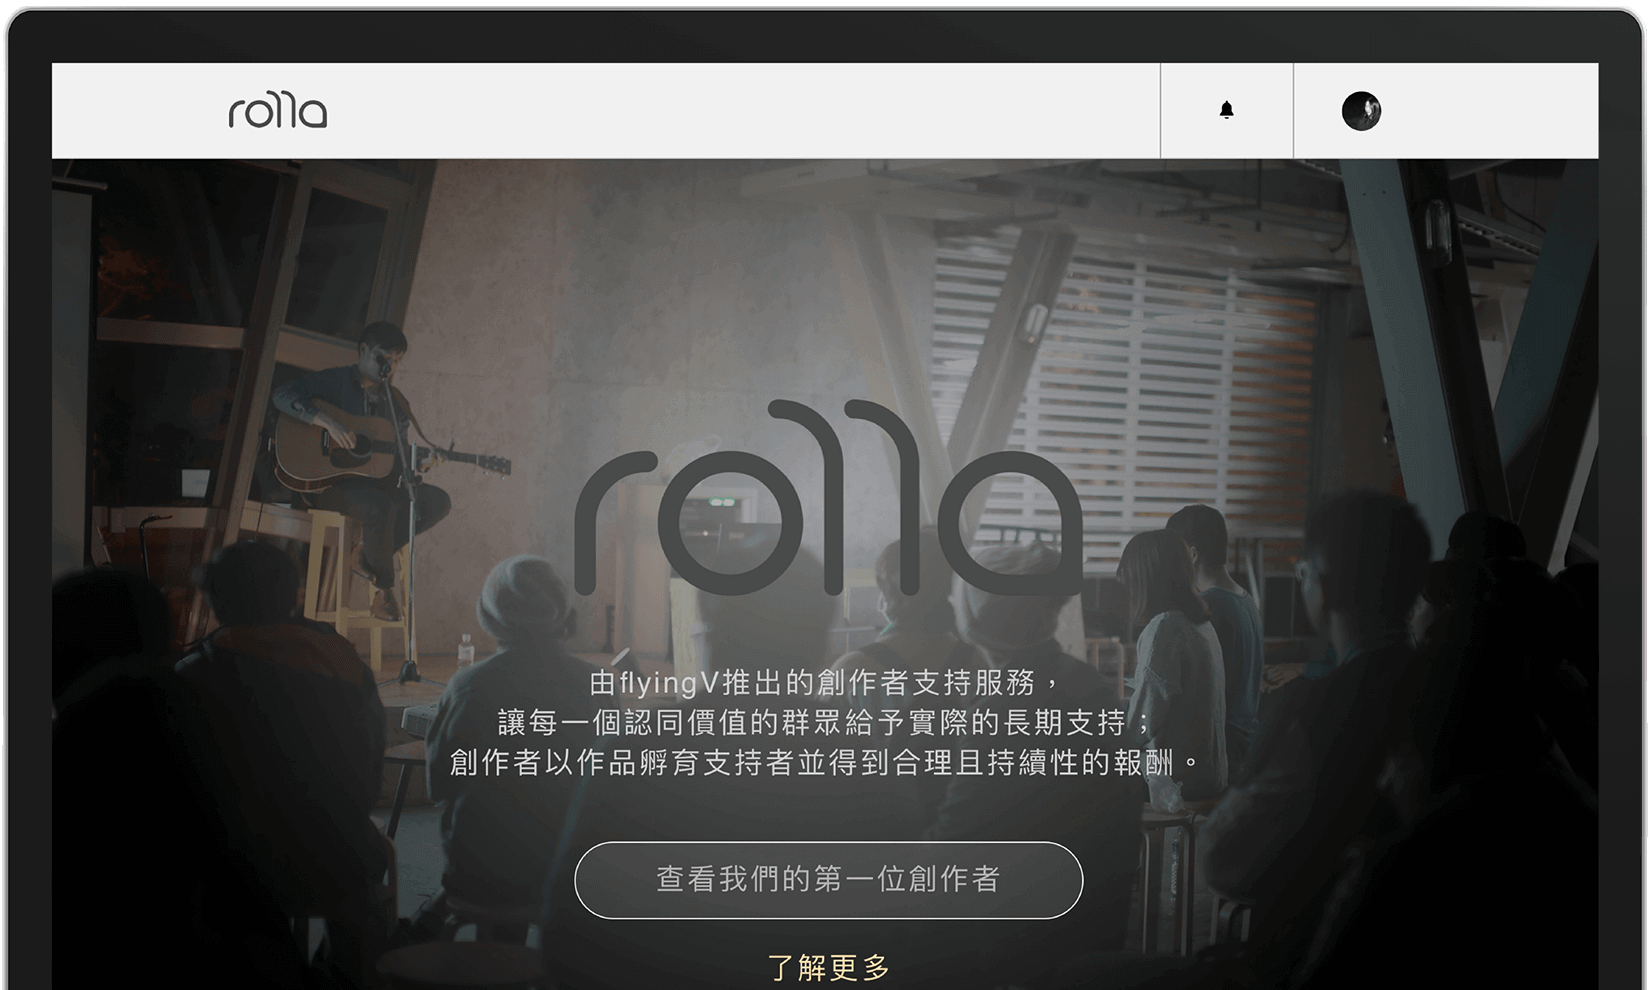 rolla
rolla
由flyingV推出的創作者支持服務，
讓每一個認同價值的群眾給予實際的長期支持；
創作者以作品孵育支持者並得到合理且持續性的報酬。
查看我們的第一位創作者
了解更多